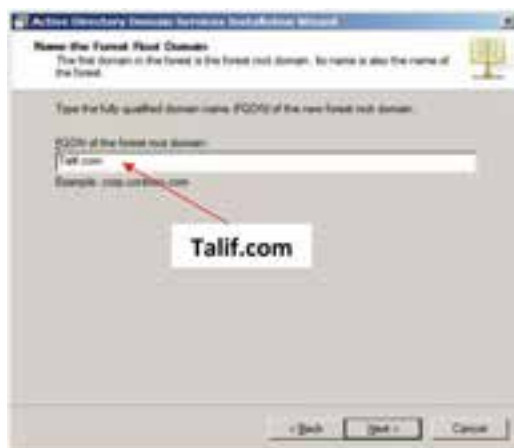 Active Directory Domain Services Installation Wizard
Name the Forest Root Domain
The first domain in the forest is the forest root domain. Its name is also the name of
the forest.
Type the fully qualified domain name (FQDN) of the new forest root domain.
FQDN of the forest root domain:
Talif.com
Example: corp.contoso.com
Talif.com
< Back
Next >
Cancel